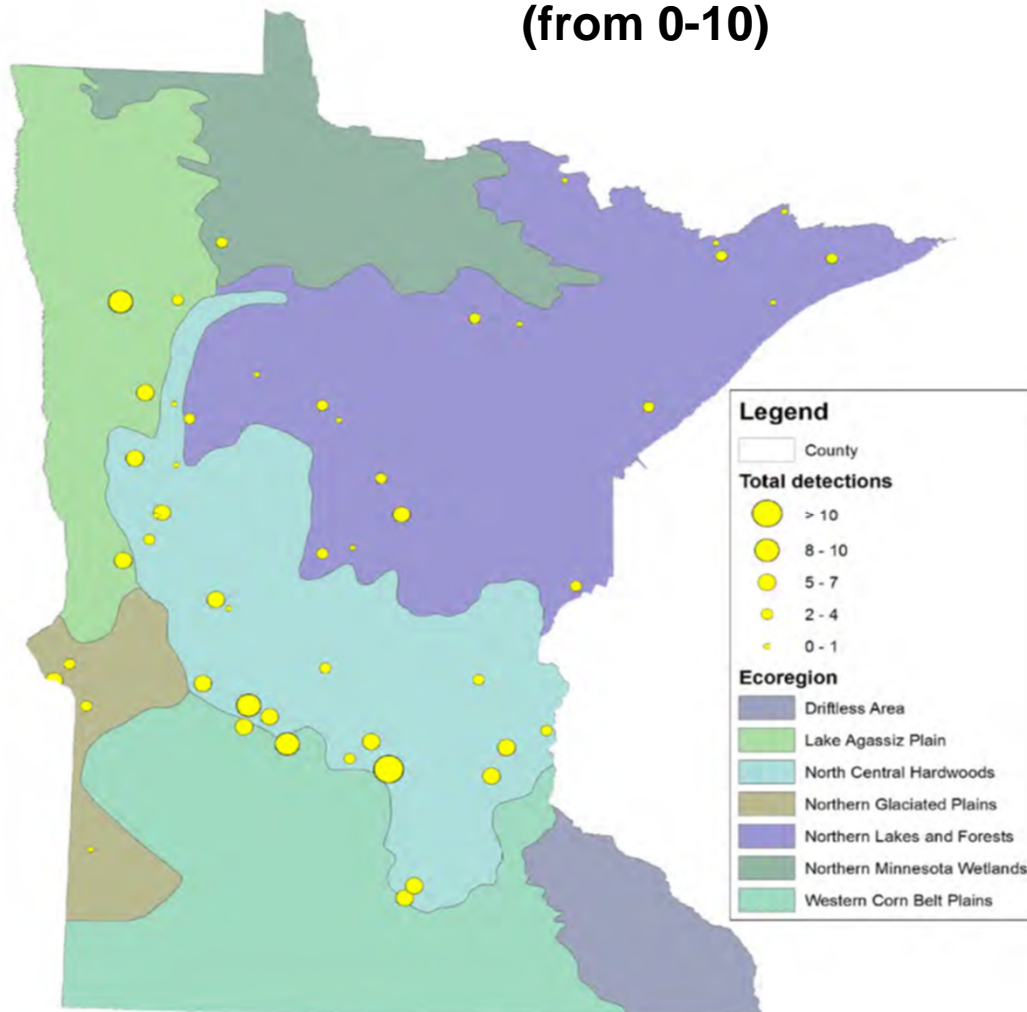 (from 0-10)
Legend
County
Total detections
> 10
8 - 10
5 - 7
2 - 4
0 - 1
Ecoregion
Driftless Area
Lake Agassiz Plain
North Central Hardwoods
Northern Glaciated Plains
Northern Lakes and Forests
Northern Minnesota Wetlands
Western Corn Belt Plains